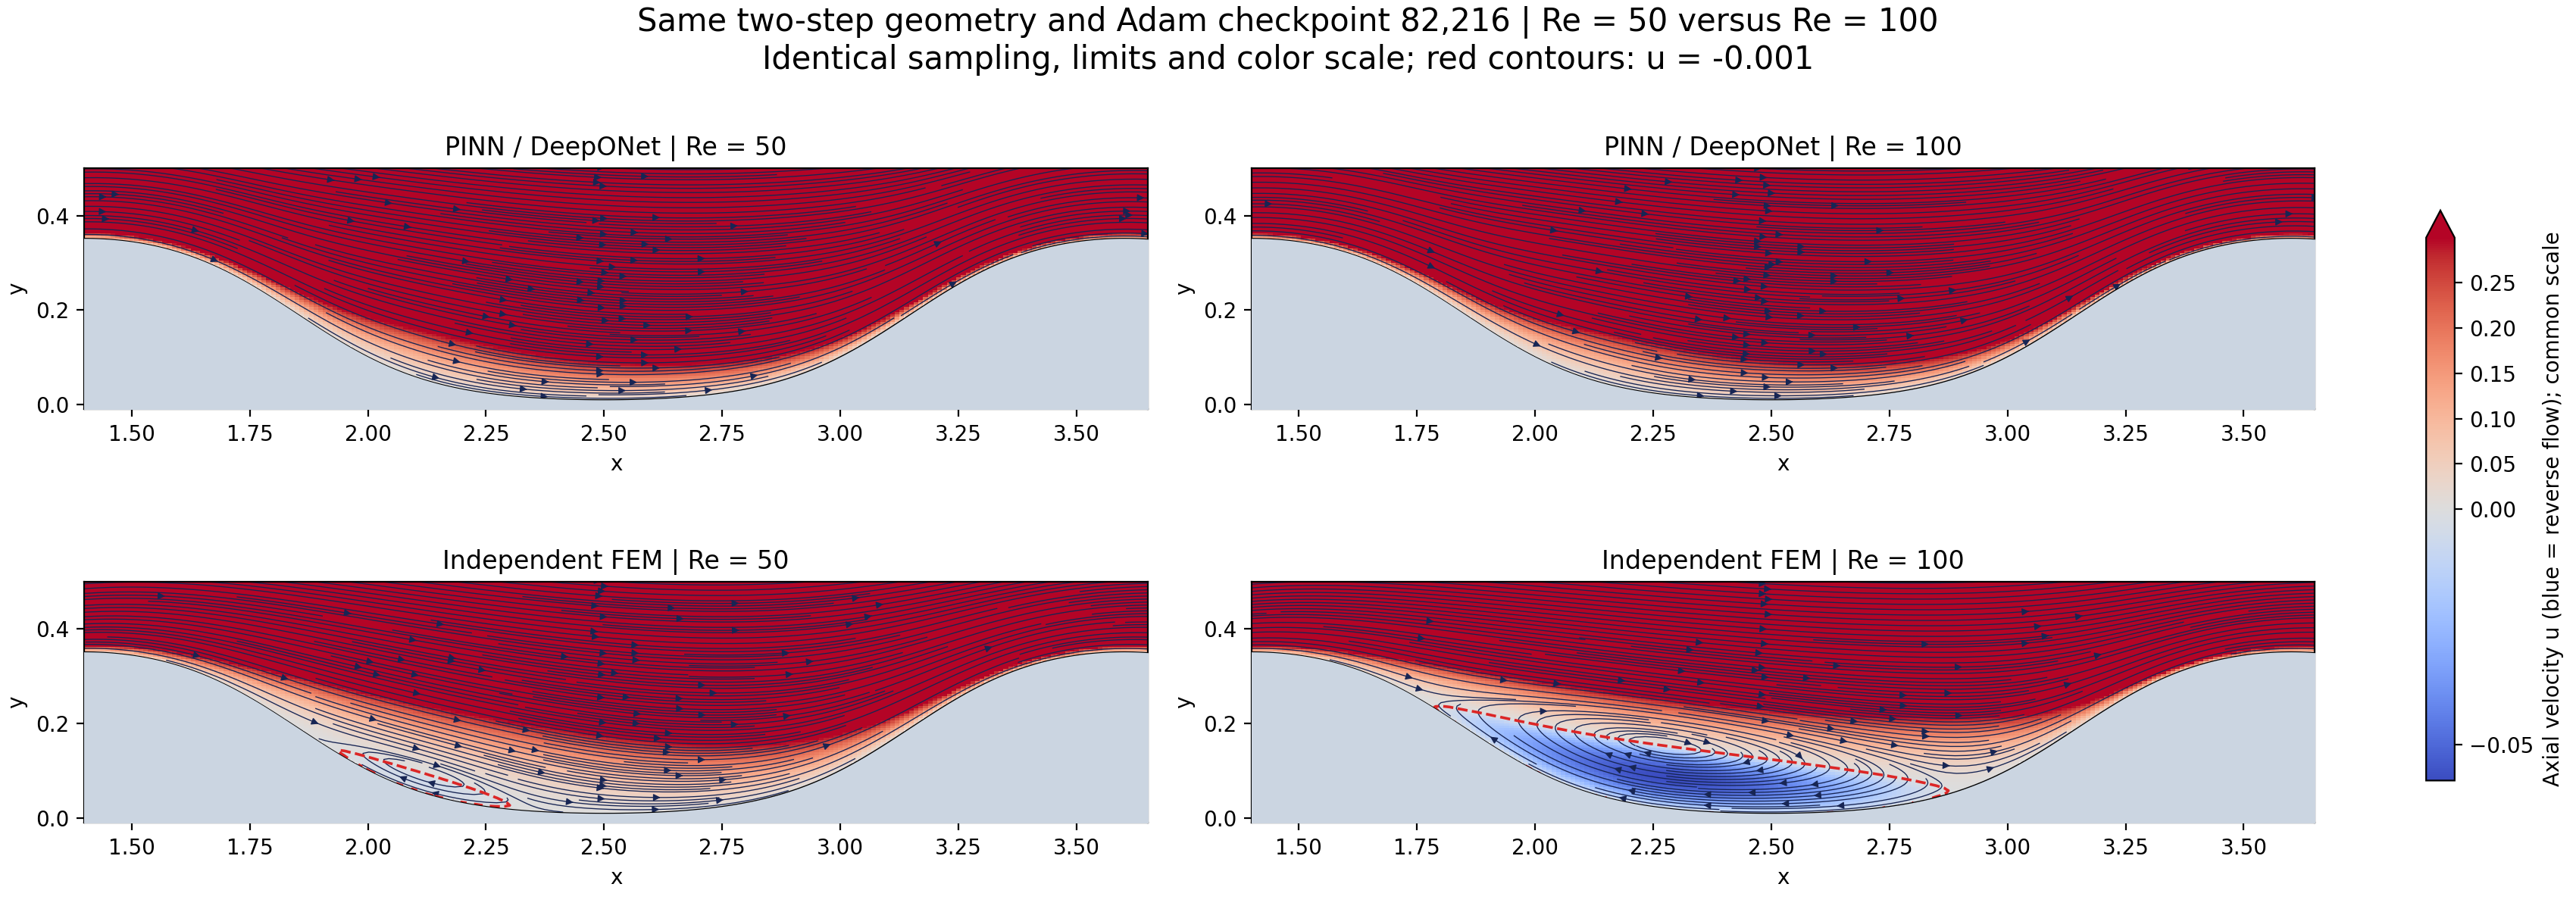 Same two-step geometry and Adam checkpoint 82,216 | Re = 50 versus Re = 100
Identical sampling, limits and color scale; red contours: u = -0.001
PINN / DeepONet | Re = 50
y
0.4
0.2
0.0
1.50 1.75 2.00 2.25 2.50 2.75 3.00 3.25 3.50
x
PINN / DeepONet | Re = 100
y
0.4
0.2
0.0
1.50 1.75 2.00 2.25 2.50 2.75 3.00 3.25 3.50
x
Independent FEM | Re = 50
y
0.4
0.2
0.0
1.50 1.75 2.00 2.25 2.50 2.75 3.00 3.25 3.50
x
Independent FEM | Re = 100
y
0.4
0.2
0.0
1.50 1.75 2.00 2.25 2.50 2.75 3.00 3.25 3.50
x
0.25
0.20
0.15
0.10
0.05
0.00
−0.05
Axial velocity u (blue = reverse flow); common scale